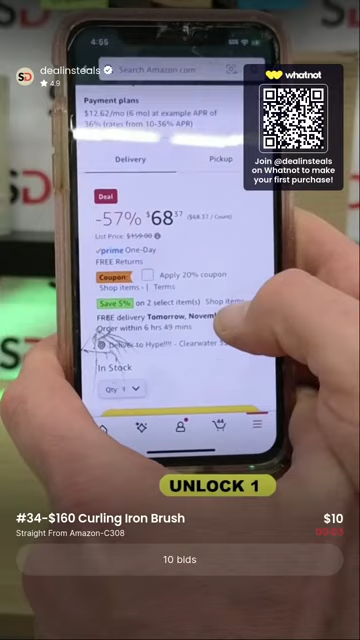 4:55
dealinsteals
4.9
SD
Search Amazon.com
whatnot
Join @dealinsteals
on Whatnot to make
your first purchase!
Payment plans
$12.62/mo (6 mo) at example APR of
36% (rates from 10-36% APR)
Delivery
Pickup
Deal
-57% $68 37 ($68.37 / Count)
List Price: $159.00
prime One-Day
FREE Returns
Coupon Apply 20% coupon
Shop items · | Terms
Save 5% on 2 select item(s) Shop items
FREE delivery Tomorrow,
Order within 6 hrs 49 mins
Deliver to Hype!!!! - Clearwater
In Stock
Qty: 1
UNLOCK 1
#34-$160 Curling Iron Brush
$10
Straight From Amazon-C308
10 bids